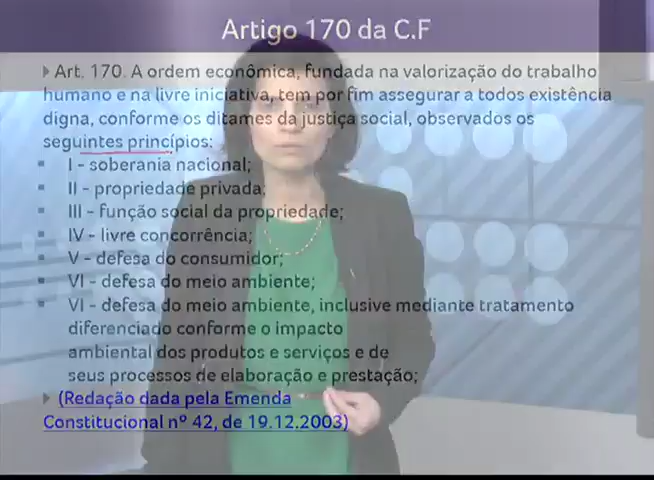 Artigo 170 da C.F
Art. 170. A ordem econômica, fundada na valorização do trabalho
humano e na livre iniciativa, tem por fim assegurar a todos existência
digna, conforme os ditames da justiça social, observados os
seguintes princípios:
I - soberania nacional;
II - propriedade privada;
III - função social da propriedade;
IV - livre concorrência;
V - defesa do consumidor;
VI - defesa do meio ambiente;
VI - defesa do meio ambiente, inclusive mediante tratamento
diferenciado conforme o impacto
ambiental dos produtos e serviços e de
seus processos de elaboração e prestação;
(Redação dada pela Emenda
Constitucional nº 42, de 19.12.2003)